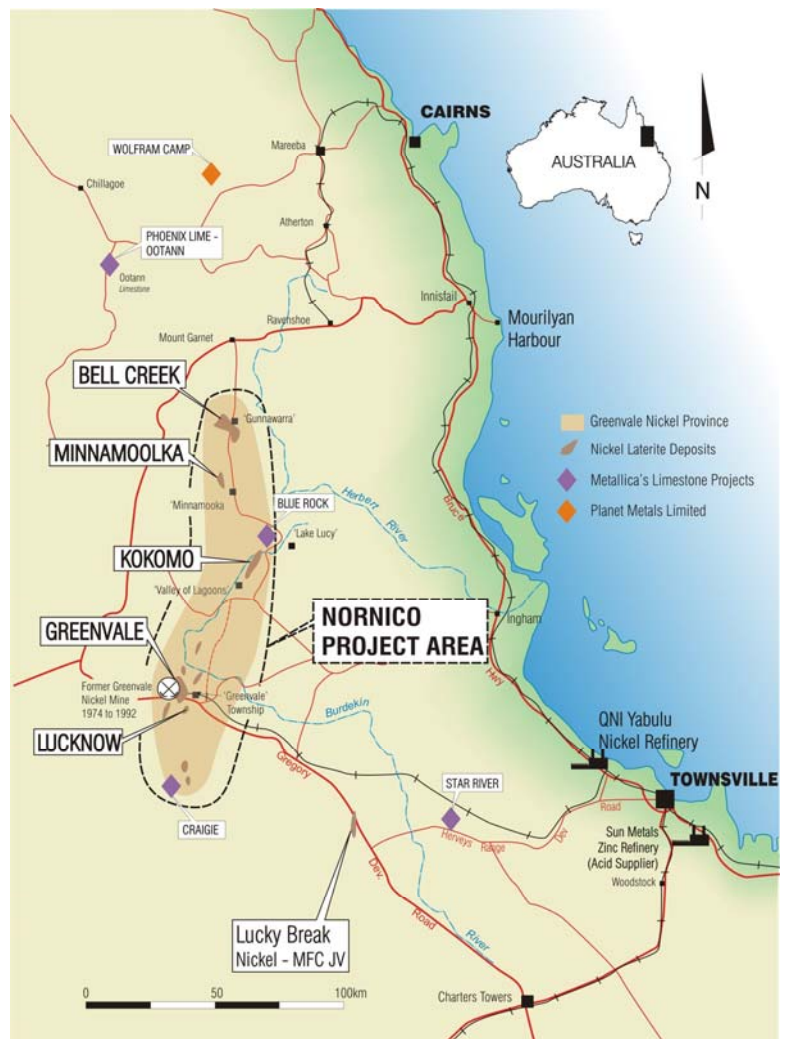 CAIRNS
WOLFRAM CAMP
Mareeba
AUSTRALIA
N
Chillagoe
Atherton
PHOENIX LIME -
OOTANN
Ootann
Limestone
Innisfail
Ravenshoe
Mourilyan
Harbour
Mount Garnet
BELL CREEK
'Gunnawarra'
Greenvale Nickel Province
Nickel Laterite Deposits
Metallica's Limestone Projects
Planet Metals Limited
MINNAMOOLKA
'Minnamooka
BLUE ROCK
Herbert
River
Bruce
Hwy
'Lake Lucy'
KOKOMO
'Valley of Lagoons'
NORNICO
PROJECT AREA
Ingham
GREENVALE
Former Greenvale
Nickel Mine
1974 to 1992
'Greenvale'
Township
LUCKNOW
Burdekin
River
QNI Yabulu
Nickel Refinery
TOWNSVILLE
Gregory
Dev.
Road
STAR RIVER
Herveys
Range
Dev
Road
CRAIGIE
Sun Metals
Zinc Refinery
(Acid Supplier)
Woodstock
Lucky Break
Nickel - MFC JV
Charters Towers
0
50
100km